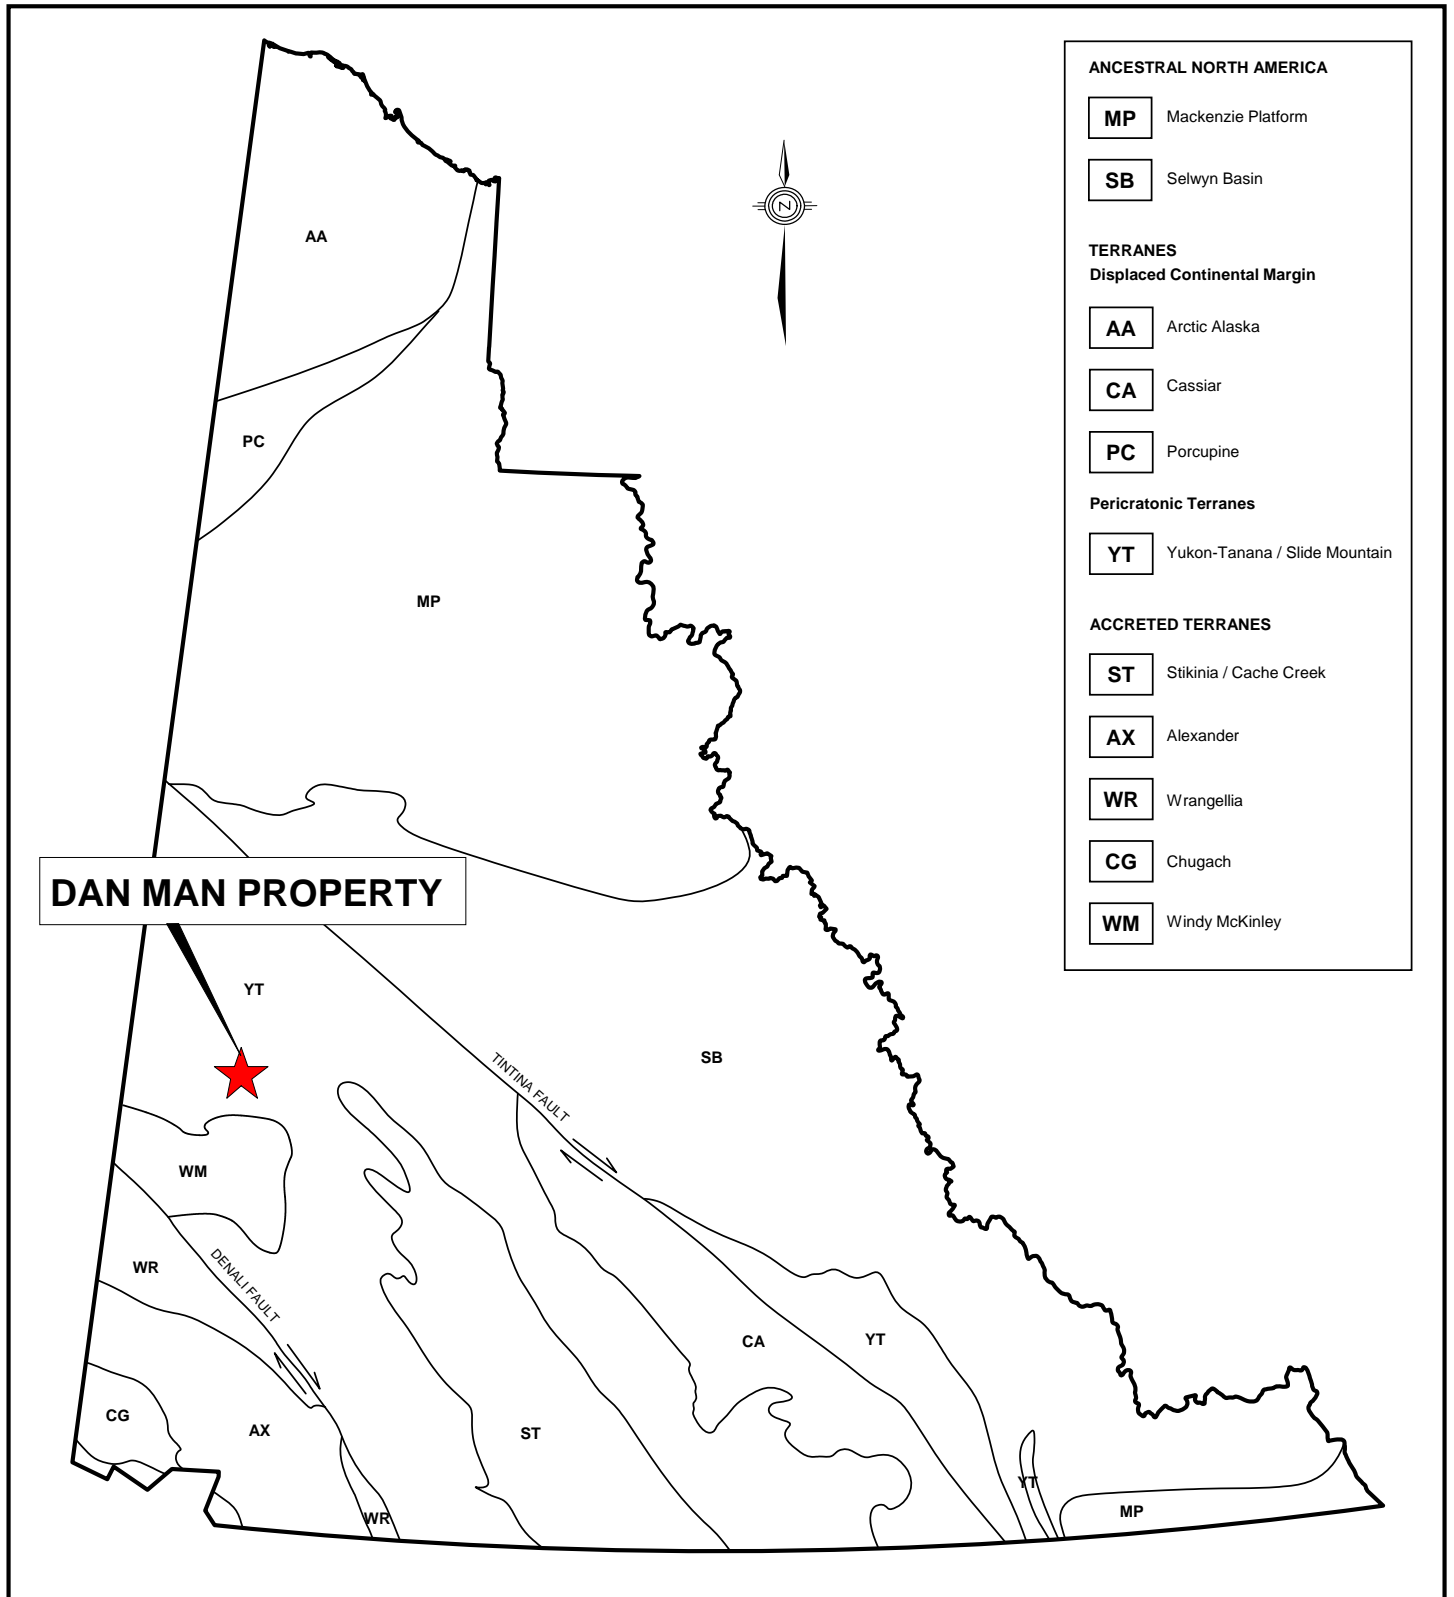 ANCESTRAL NORTH AMERICA
MP Mackenzie Platform
SB Selwyn Basin
TERRANES
Displaced Continental Margin
AA Arctic Alaska
CA Cassiar
PC Porcupine
Pericratonic Terranes
YT Yukon-Tanana / Slide Mountain
ACCRETED TERRANES
ST Stikinia / Cache Creek
AX Alexander
WR Wrangellia
CG Chugach
WM Windy McKinley
N
AA
PC
MP
DAN MAN PROPERTY
YT
SB
TINTINA FAULT
WM
WR
DENALI FAULT
CA
YT
CG
AX
ST
YT
WR
MP